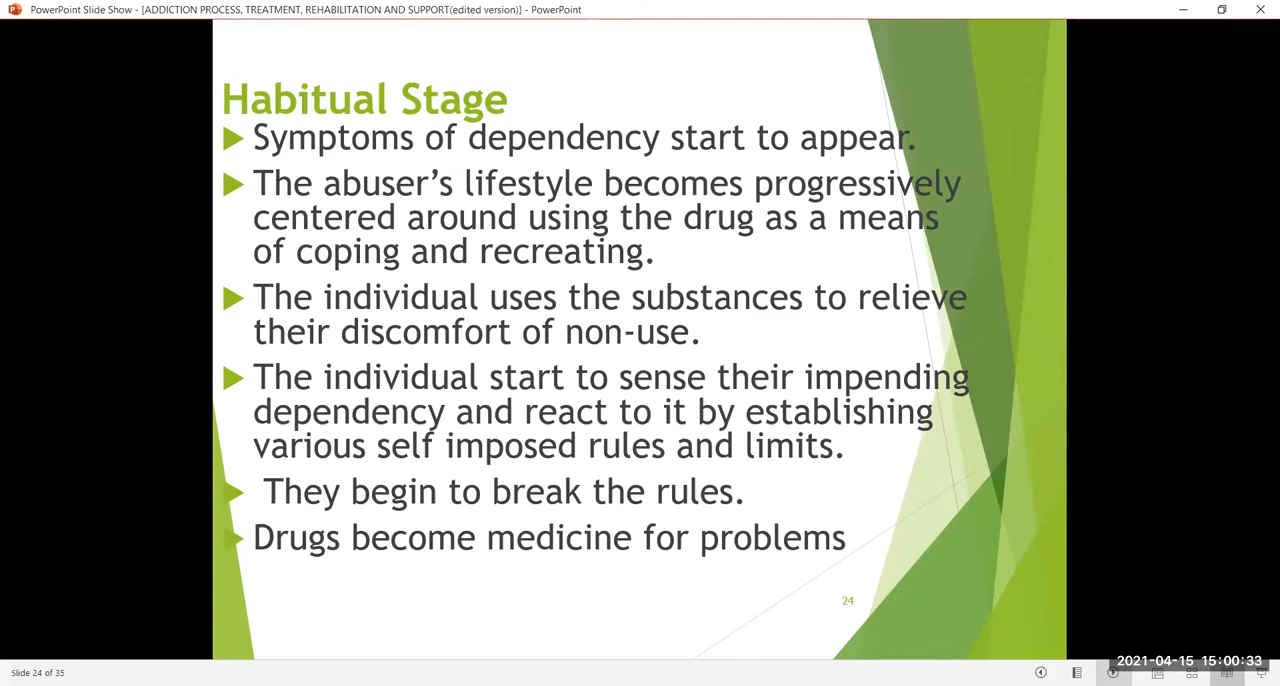 PowerPoint Slide Show - [ADDICTION PROCESS, TREATMENT, REHABILITATION AND SUPPORT(edited version)] - PowerPoint
Habitual Stage
Symptoms of dependency start to appear.
The abuser’s lifestyle becomes progressively
centered around using the drug as a means
of coping and recreating.
The individual uses the substances to relieve
their discomfort of non-use.
The individual start to sense their impending
dependency and react to it by establishing
various self imposed rules and limits.
They begin to break the rules.
Drugs become medicine for problems
24
2021-04-15 15:00:33
Slide 24 of 35